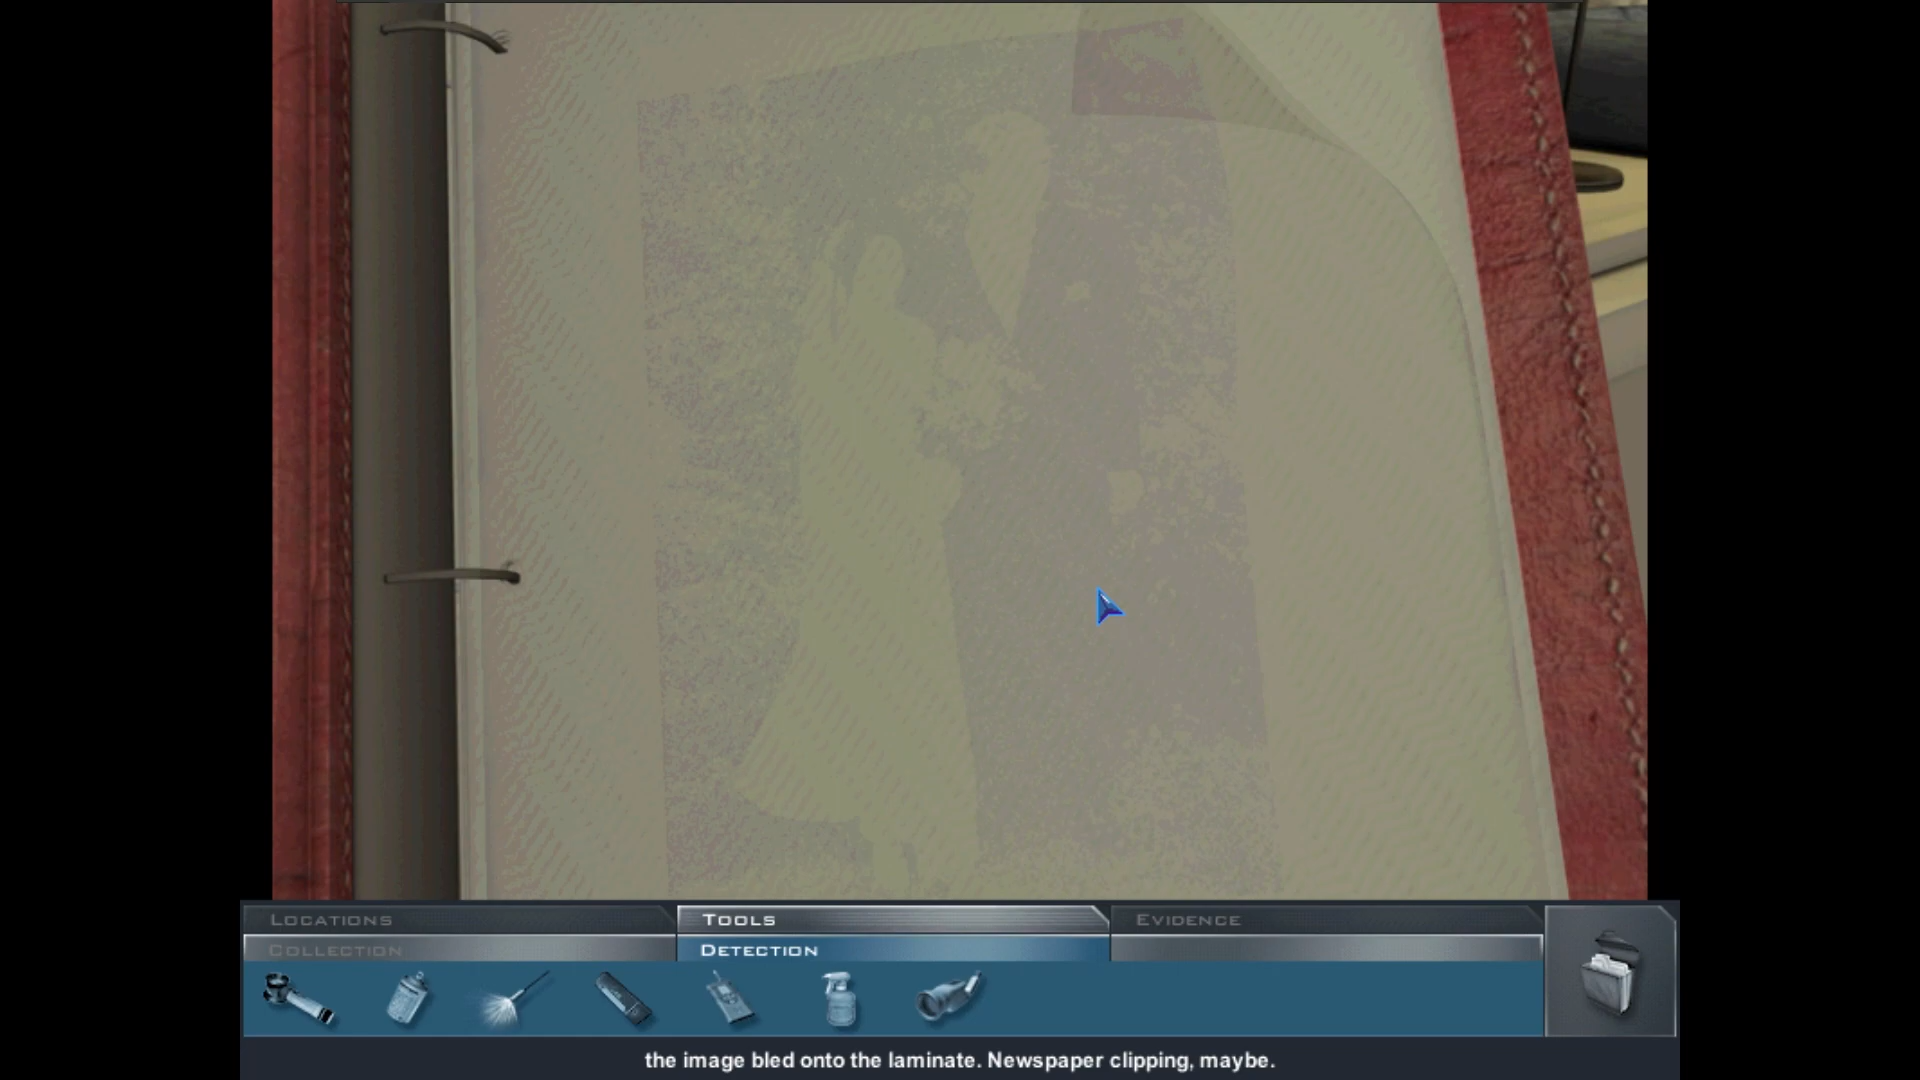 LOCATIONS
TOOLS
EVIDENCE
COLLECTION
DETECTION
the image bled onto the laminate. Newspaper clipping, maybe.